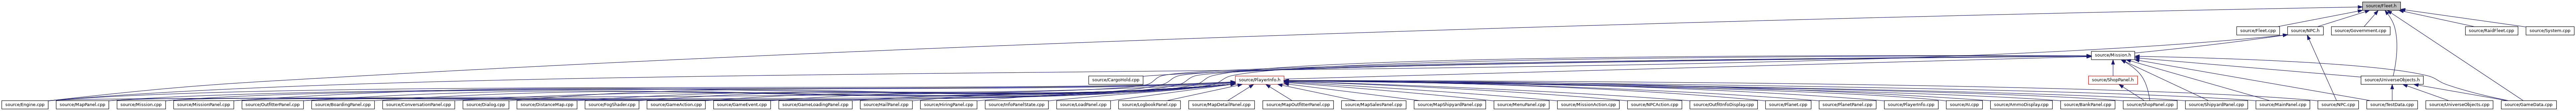 source/Fleet.h
source/Fleet.cpp
source/NPC.h
source/Government.cpp
source/RaidFleet.cpp
source/System.cpp
source/Mission.h
source/CargoHold.cpp
source/PlayerInfo.h
source/ShopPanel.h
source/UniverseObjects.h
source/Engine.cpp
source/MapPanel.cpp
source/Mission.cpp
source/MissionPanel.cpp
source/OutfitterPanel.cpp
source/BoardingPanel.cpp
source/ConversationPanel.cpp
source/Dialog.cpp
source/DistanceMap.cpp
source/FogShader.cpp
source/GameAction.cpp
source/GameEvent.cpp
source/GameLoadingPanel.cpp
source/HailPanel.cpp
source/HiringPanel.cpp
source/InfoPanelState.cpp
source/LoadPanel.cpp
source/LogbookPanel.cpp
source/MapDetailPanel.cpp
source/MapOutfitterPanel.cpp
source/MapSalesPanel.cpp
source/MapShipyardPanel.cpp
source/MenuPanel.cpp
source/MissionAction.cpp
source/NPCAction.cpp
source/OutfitInfoDisplay.cpp
source/Planet.cpp
source/PlanetPanel.cpp
source/PlayerInfo.cpp
source/AI.cpp
source/AmmoDisplay.cpp
source/BankPanel.cpp
source/ShopPanel.cpp
source/ShipyardPanel.cpp
source/MainPanel.cpp
source/NPC.cpp
source/TestData.cpp
source/UniverseObjects.cpp
source/GameData.cpp